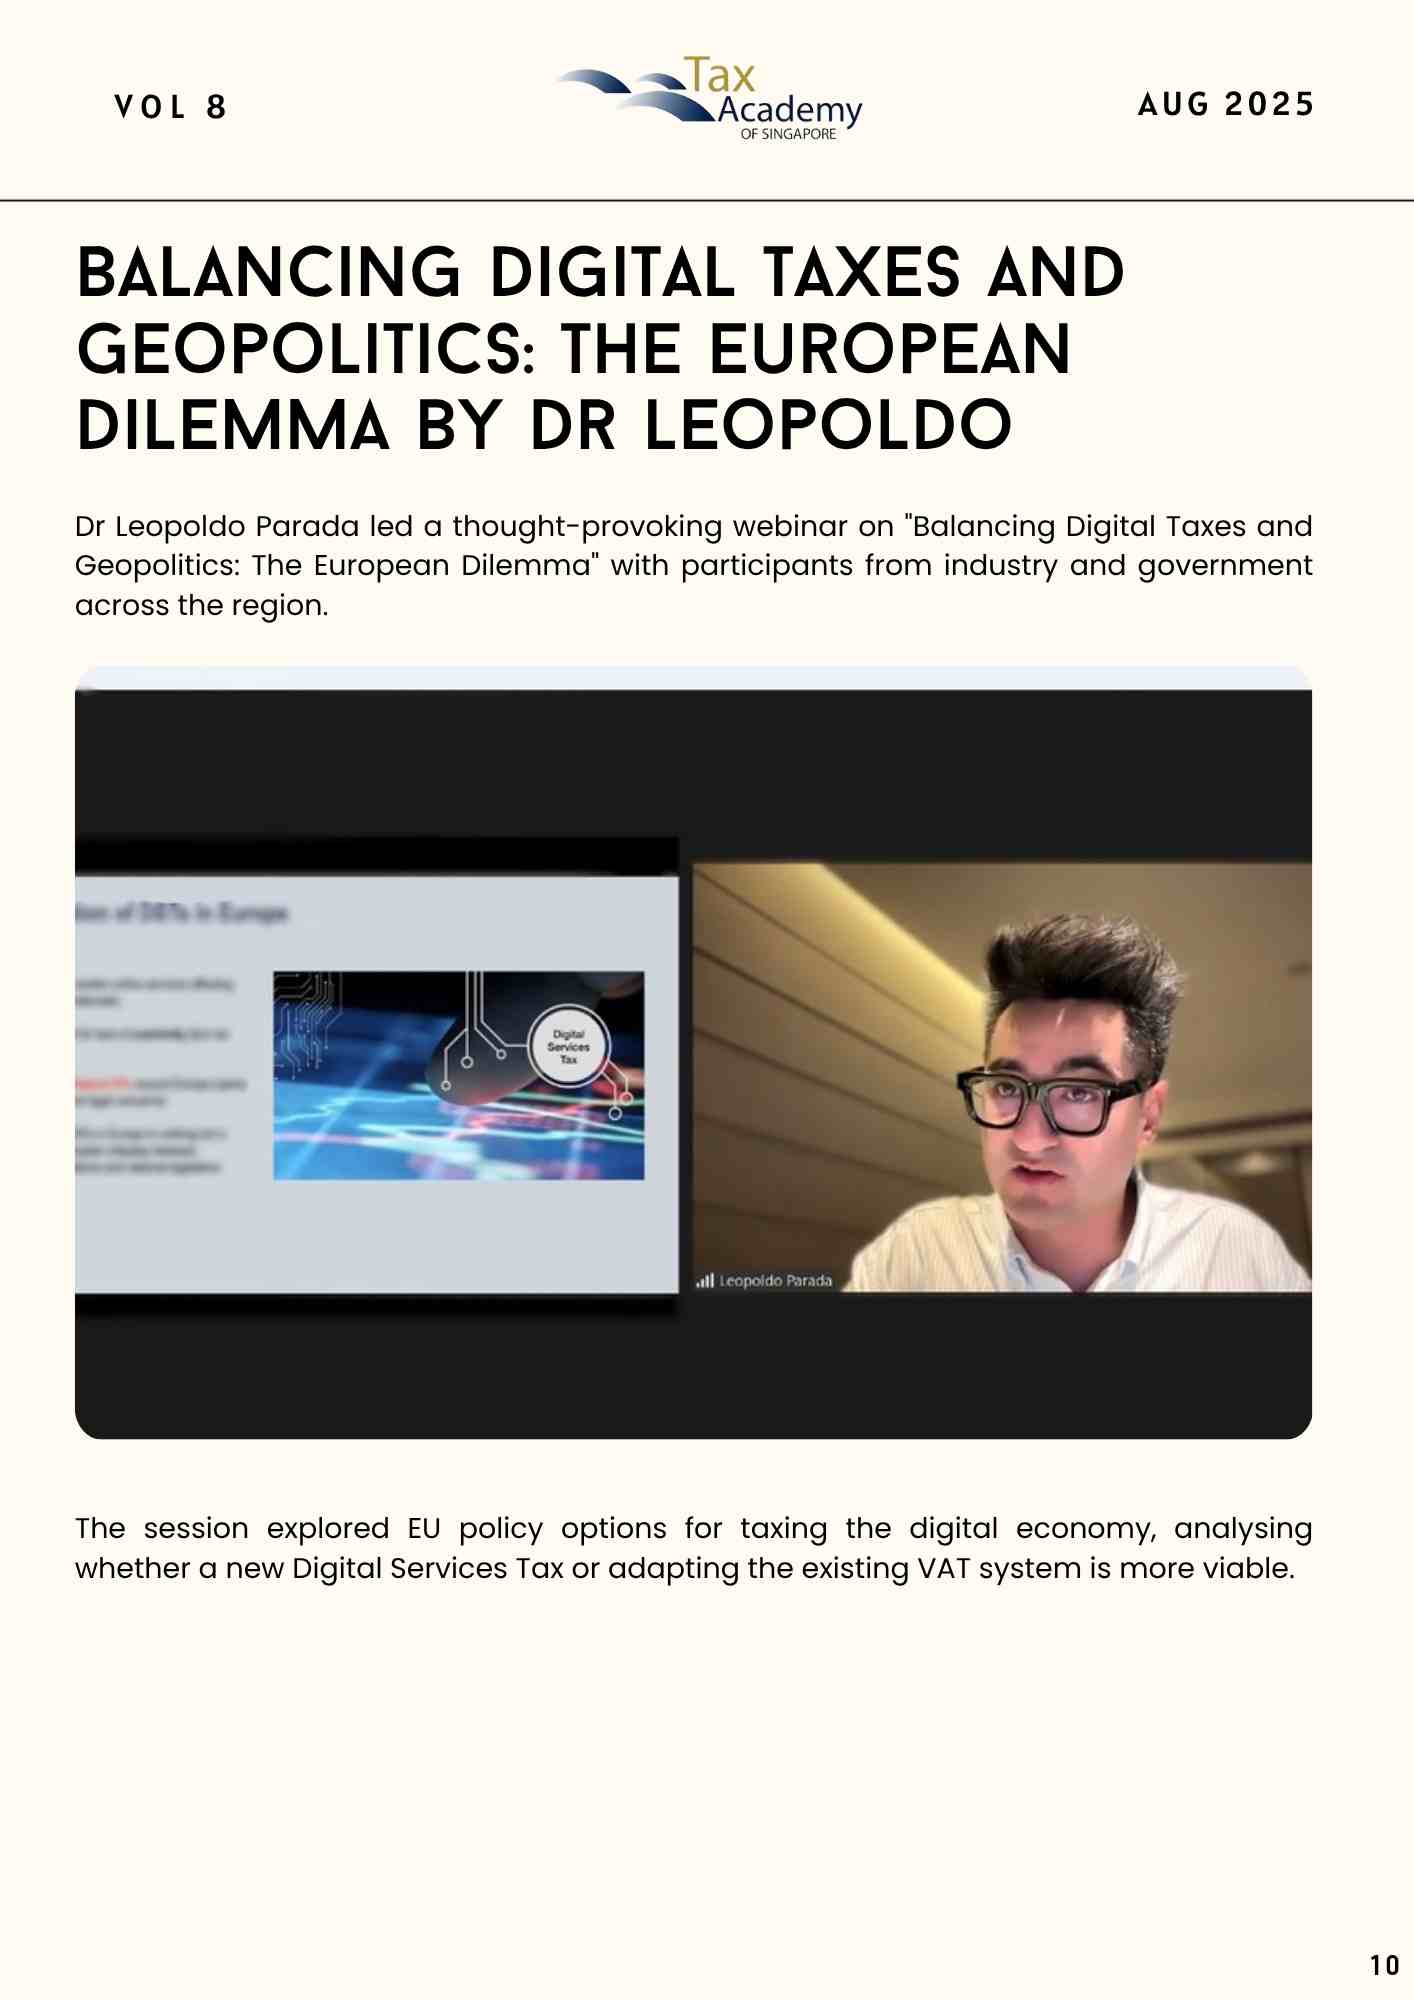 VOL 8
Tax
Academy
OF SINGAPORE
AUG 2025
BALANCING DIGITAL TAXES AND
GEOPOLITICS: THE EUROPEAN
DILEMMA BY DR LEOPOLDO
Dr Leopoldo Parada led a thought-provoking webinar on "Balancing Digital Taxes and
Geopolitics: The European Dilemma" with participants from industry and government
across the region.
of DSTs in Europe
Digital
Services
Tax
Leopoldo Parada
The session explored EU policy options for taxing the digital economy, analysing
whether a new Digital Services Tax or adapting the existing VAT system is more viable.
10